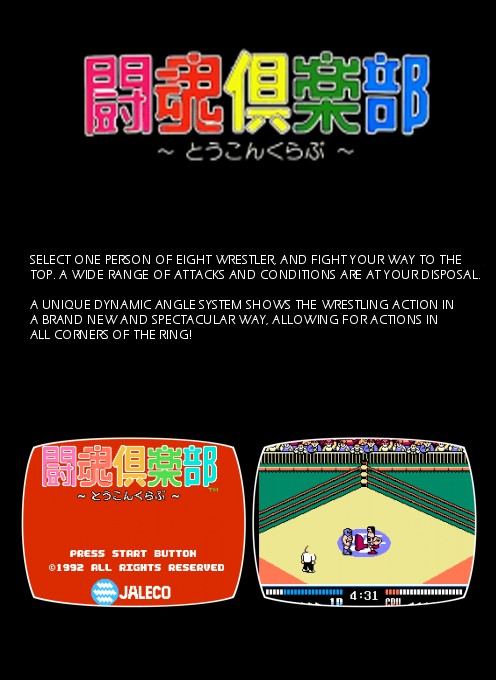 闘魂倶楽部
～ とうこんくらぶ ～
SELECT ONE PERSON OF EIGHT WRESTLER, AND FIGHT YOUR WAY TO THE
TOP. A WIDE RANGE OF ATTACKS AND CONDITIONS ARE AT YOUR DISPOSAL.
A UNIQUE DYNAMIC ANGLE SYSTEM SHOWS THE WRESTLING ACTION IN
A BRAND NEW AND SPECTACULAR WAY, ALLOWING FOR ACTIONS IN
ALL CORNERS OF THE RING!
闘魂倶楽部™
～ とうこんくらぶ ～
PRESS START BUTTON
©1992 ALL RIGHTS RESERVED
JALECO
1P 4:31 CPU